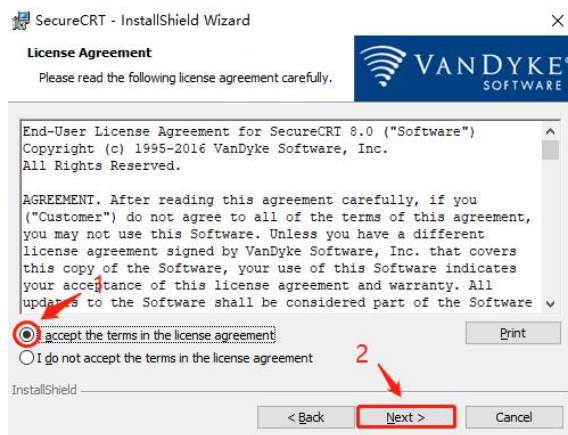 SecureCRT - InstallShield Wizard
License Agreement
Please read the following license agreement carefully.
VANDYKE
SOFTWARE
End-User License Agreement for SecureCRT 8.0 ("Software")
Copyright (c) 1995-2016 VanDyke Software, Inc.
All Rights Reserved.
AGREEMENT. After reading this agreement carefully, if you
("Customer") do not agree to all of the terms of this agreement,
you may not use this Software. Unless you have a different
license agreement signed by VanDyke Software, Inc. that covers
this copy of the Software, your use of this Software indicates
your acceptance of this license agreement and warranty. All
updates to the Software shall be considered part of the Software
1
I accept the terms in the license agreement
Print
I do not accept the terms in the license agreement
2
InstallShield
< Back
Next >
Cancel